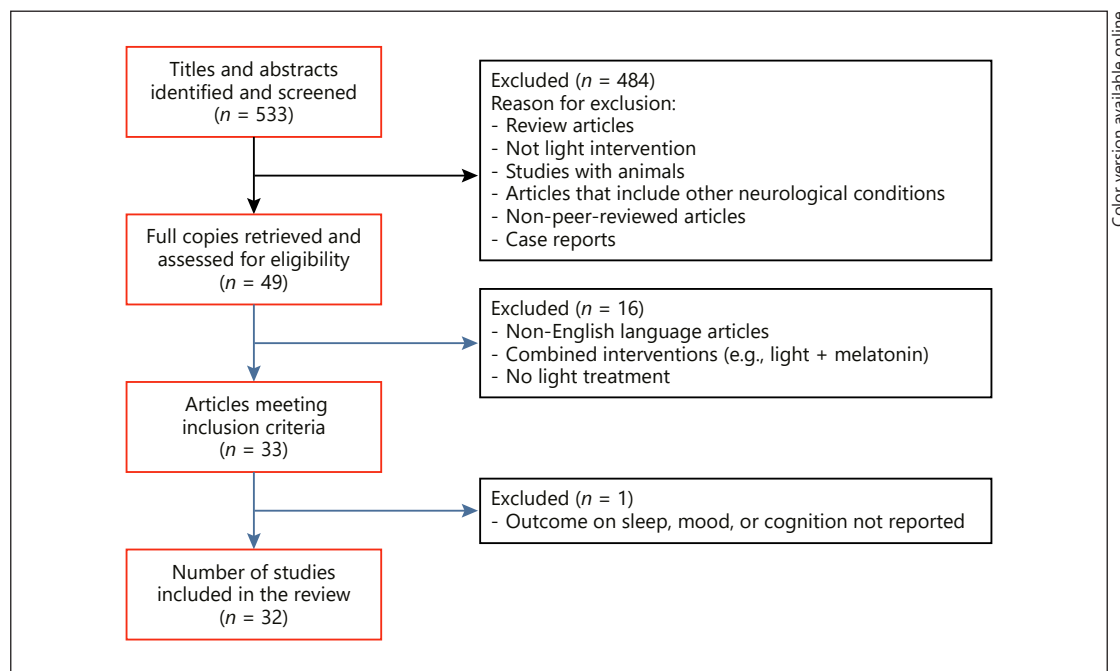 Titles and abstracts
identified and screened
(n = 533)
Excluded (n = 484)
Reason for exclusion:
- Review articles
- Not light intervention
- Studies with animals
- Articles that include other neurological conditions
- Non-peer-reviewed articles
- Case reports
Full copies retrieved and
assessed for eligibility
(n = 49)
Excluded (n = 16)
- Non-English language articles
- Combined interventions (e.g., light + melatonin)
- No light treatment
Articles meeting
inclusion criteria
(n = 33)
Excluded (n = 1)
- Outcome on sleep, mood, or cognition not reported
Number of studies
included in the review
(n = 32)
Color version available online